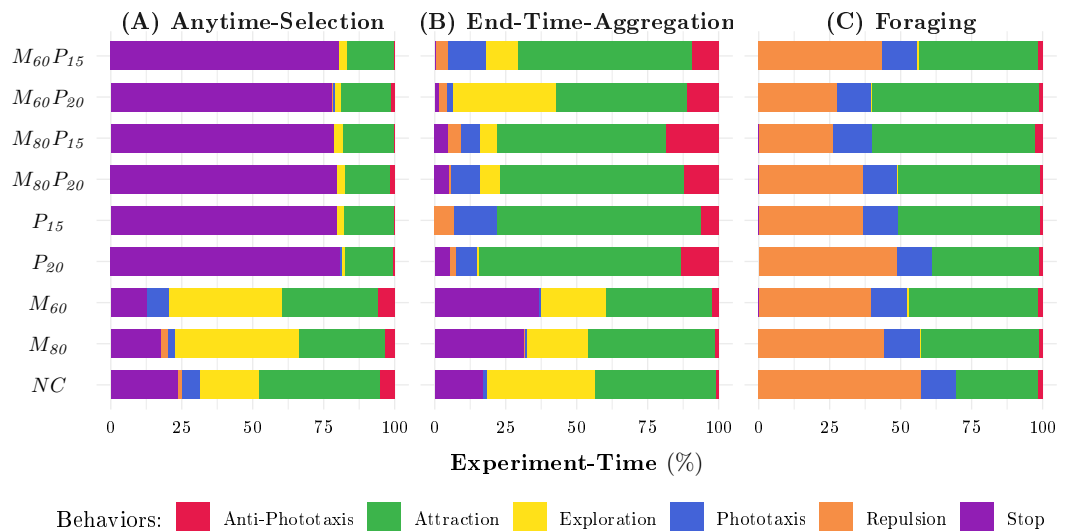 (A) Anytime-Selection
(B) End-Time-Aggregation
(C) Foraging
M60P15
M60P20
M80P15
M80P20
P15
P20
M60
M80
NC
0 25 50 75 100
0 25 50 75 100
0 25 50 75 100
Experiment-Time (%)
Behaviors: Anti-Phototaxis Attraction Exploration Phototaxis Repulsion Stop